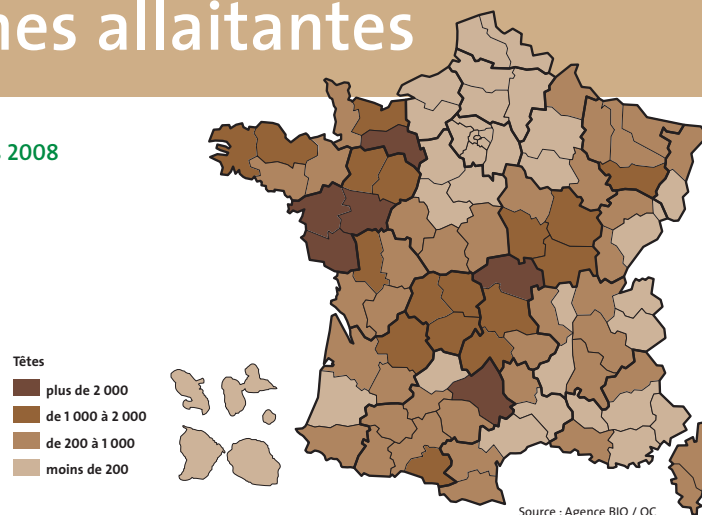 nes allaitantes
2008
Têtes
plus de 2 000
de 1 000 à 2 000
de 200 à 1 000
moins de 200
Source : Agence BIO / OC